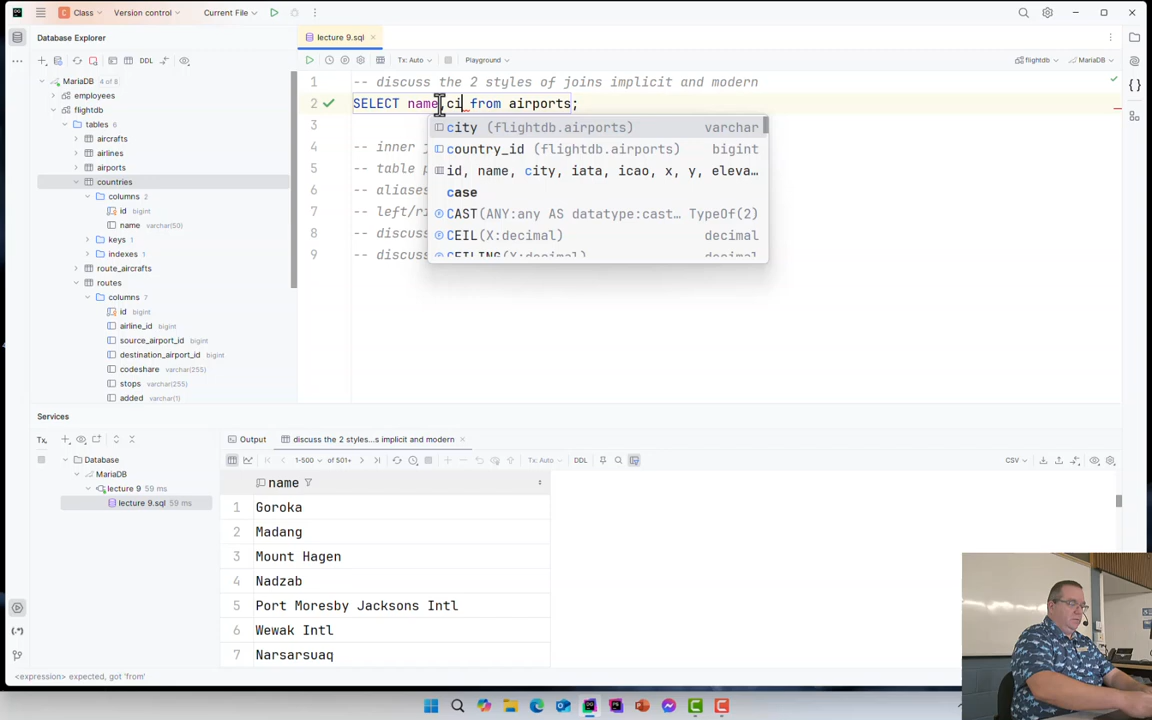 Class
Version control
Current File
Database Explorer
lecture 9.sql
DDL
Tx: Auto
Playground
flightdb
MariaDB
MariaDB 4 of 8
employees
flightdb
tables 6
aircrafts
airlines
airports
countries
columns 2
id bigint
name varchar(50)
keys 1
indexes 1
route_aircrafts
routes
columns 7
id bigint
airline_id bigint
source_airport_id bigint
destination_airport_id bigint
codeshare varchar(255)
stops varchar(255)
added varchar(1)
1 -- discuss the 2 styles of joins implicit and modern
2 SELECT name,ci from airports;
3
4 -- inner j
5 -- table p
6 -- aliases
7 -- left/ri
8 -- discus
9 -- discus
city (flightdb.airports) varchar
country_id (flightdb.airports) bigint
id, name, city, iata, icao, x, y, eleva…
case
CAST(ANY:any AS datatype:cast… TypeOf(2)
CEIL(X:decimal) decimal
CEILING(X:decimal) decimal
Services
Tx
Database
MariaDB
lecture 9 59 ms
lecture 9.sql 59 ms
Output
discuss the 2 styles...s implicit and modern
1-500 of 501+
Tx: Auto
DDL
CSV
name
1 Goroka
2 Madang
3 Mount Hagen
4 Nadzab
5 Port Moresby Jacksons Intl
6 Wewak Intl
7 Narsarsuaq
<expression> expected, got 'from'